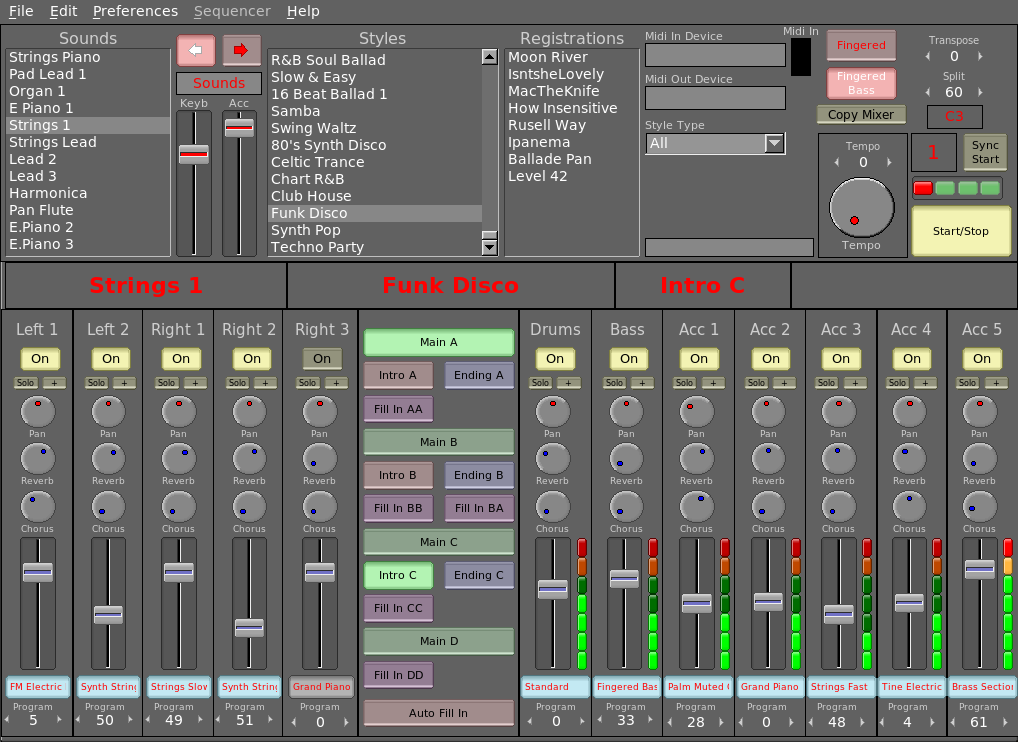 File Edit Preferences Sequencer Help
Sounds
Strings Piano
Pad Lead 1
Organ 1
E Piano 1
Strings 1
Strings Lead
Lead 2
Lead 3
Harmonica
Pan Flute
E.Piano 2
E.Piano 3
Sounds
Keyb Acc
Styles
R&B Soul Ballad
Slow & Easy
16 Beat Ballad 1
Samba
Swing Waltz
80's Synth Disco
Celtic Trance
Chart R&B
Club House
Funk Disco
Synth Pop
Techno Party
Registrations
Moon River
IsntsheLovely
MacTheKnife
How Insensitive
Rusell Way
Ipanema
Ballade Pan
Level 42
Midi In Device
Midi Out Device
Style Type
All
Midi In
Fingered
Fingered
Bass
Copy Mixer
Transpose
0
Split
60
C3
Tempo
0
Tempo
1
Sync
Start
Start/Stop
Strings 1 Funk Disco Intro C
Left 1 Left 2 Right 1 Right 2 Right 3
On On On On On
Solo + Solo + Solo + Solo + Solo +
Pan Pan Pan Pan Pan
Reverb Reverb Reverb Reverb Reverb
Chorus Chorus Chorus Chorus Chorus
FM Electric Synth String Strings Slow Synth String Grand Piano
Program Program Program Program Program
5 50 49 51 0
Main A
Intro A Ending A
Fill In AA
Main B
Intro B Ending B
Fill In BB Fill In BA
Main C
Intro C Ending C
Fill In CC
Main D
Fill In DD
Auto Fill In
Drums Bass Acc 1 Acc 2 Acc 3 Acc 4 Acc 5
On On On On On On On
Solo + Solo + Solo + Solo + Solo + Solo + Solo +
Pan Pan Pan Pan Pan Pan Pan
Reverb Reverb Reverb Reverb Reverb Reverb Reverb
Chorus Chorus Chorus Chorus Chorus Chorus Chorus
Standard Fingered Bas Palm Muted Grand Piano Strings Fast Tine Electric Brass Section
Program Program Program Program Program Program Program
0 33 28 0 48 4 61